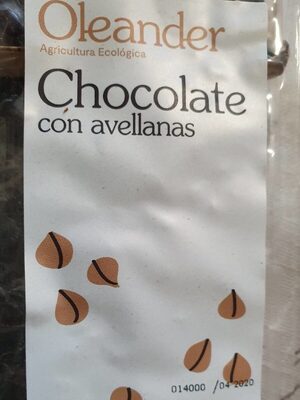 Oleander
Agricultura Ecológica
Chocolate
con avellanas
014000 /04 2020